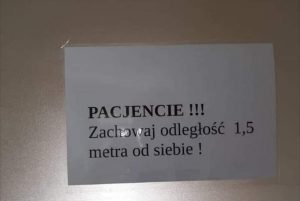 PACJENCIE !!!
Zachowaj odległość 1,5
metra od siebie !